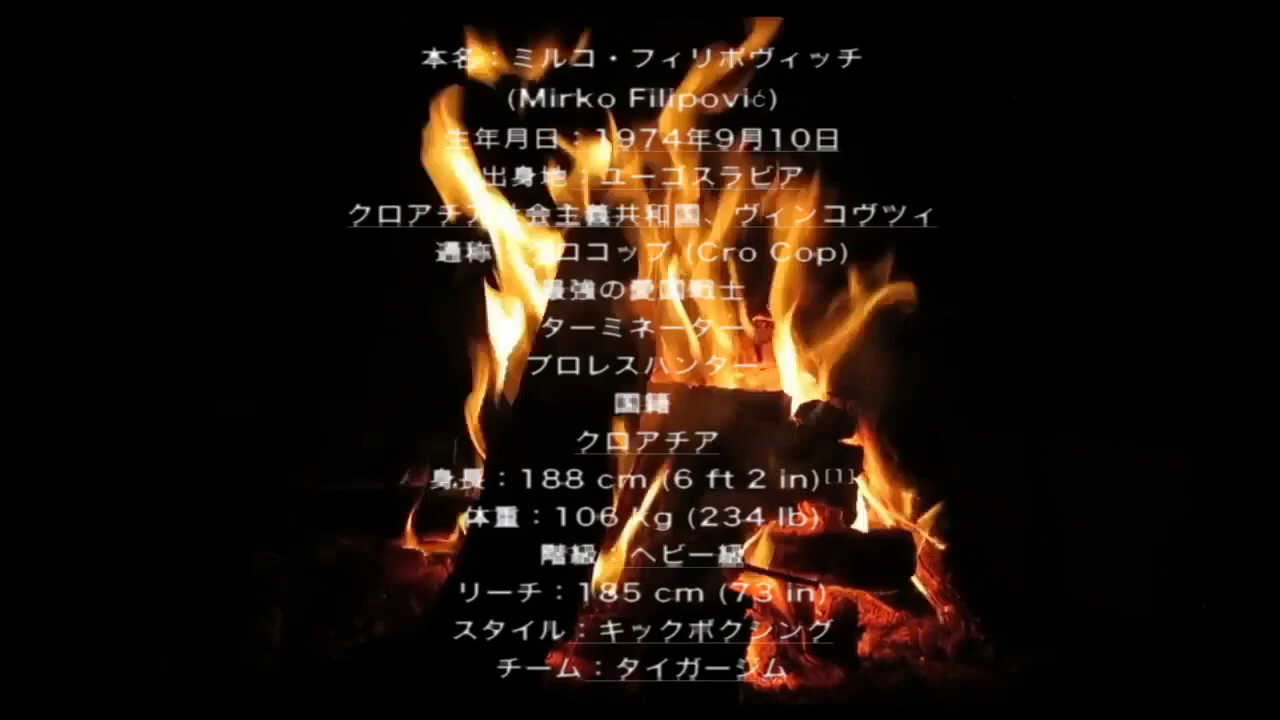 本名：ミルコ・フィリポヴィッチ
(Mirko Filipović)
生年月日：1974年9月10日
出身地：ユーゴスラビア
クロアチア社会主義共和国、ヴィンコヴツィ
通称：クロコップ (Cro Cop)
最強の愛国戦士
ターミネーター
プロレスハンター
国籍
クロアチア
身長：188 cm (6 ft 2 in)[1]
体重：106 kg (234 lb)
階級：ヘビー級
リーチ：185 cm (73 in)
スタイル：キックボクシング
チーム：タイガージム